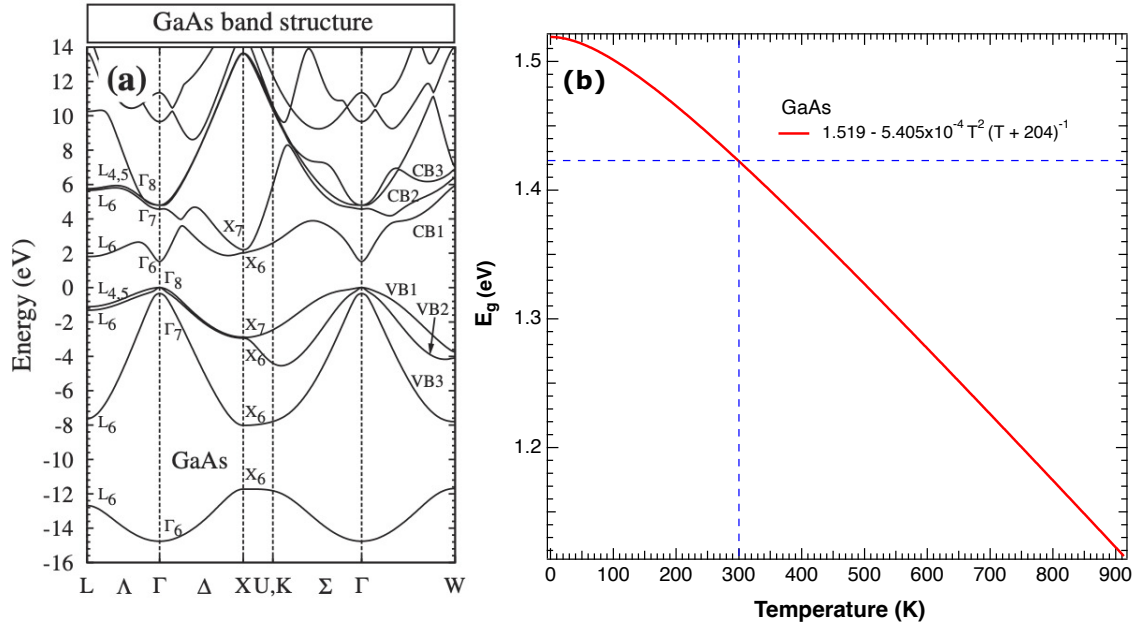 GaAs band structure
(a)
Energy (eV)
14
12
10
8
6
4
2
0
-2
-4
-6
-8
-10
-12
-14
-16
L₄,₅
L₆
L₆
L₄,₅
L₆
L₆
L₆
Γ₈
Γ₇
Γ₆
Γ₈
Γ₇
Γ₆
X₇
X₆
X₇
X₆
X₆
X₆
CB3
CB2
CB1
VB1
VB2
VB3
GaAs
L Λ Γ Δ X U,K Σ Γ W
(b)
GaAs
1.519 - 5.405x10⁻⁴ T² (T + 204)⁻¹
E_g (eV)
1.5
1.4
1.3
1.2
0 100 200 300 400 500 600 700 800 900
Temperature (K)